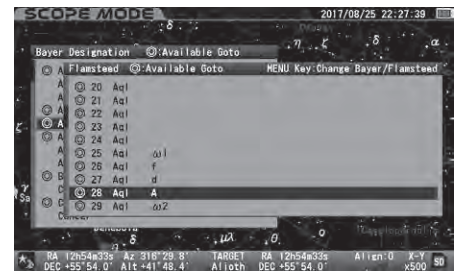 SCOPE MODE 2017/08/25 22:27:39
Bayer Designation ◎:Available Goto
Flamsteed ◎:Available Goto MENU Key:Change Bayer/Flamsteed
◎ 20 Aql
◎ 21 Aql
◎ 22 Aql
◎ 23 Aql
◎ 24 Aql
◎ 25 Aql ω1
◎ 26 Aql f
◎ 27 Aql d
◎ 28 Aql A
◎ 29 Aql ω2
Cancer
RA 12h54m33s Az 316°29.8' TARGET RA 12h54m33s Align:0 X-Y
DEC +55°54.0' Alt +41°48.4' Alioth DEC +55°54.0' x500 SD